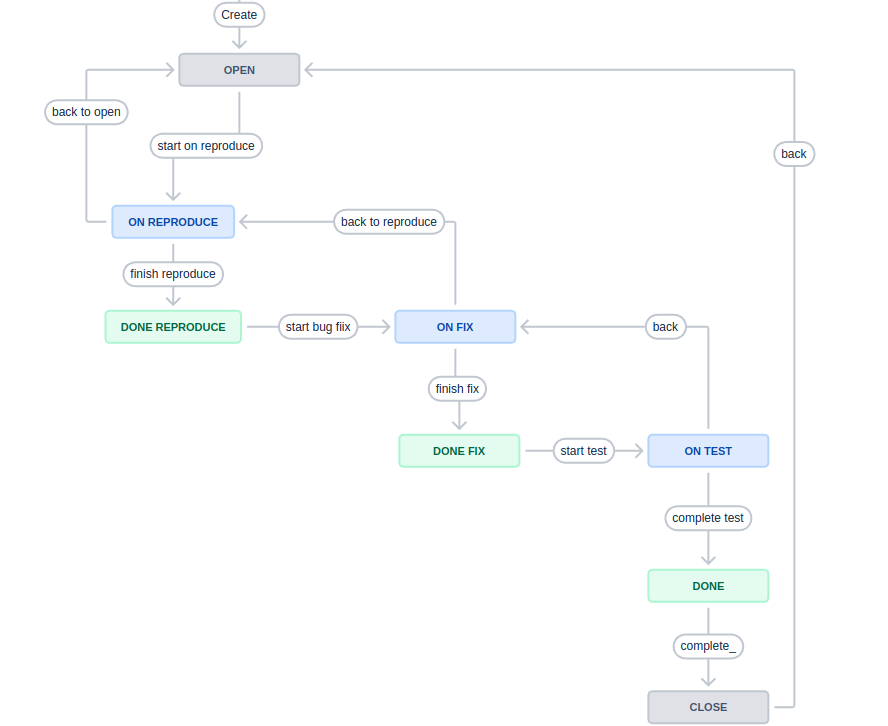 Create
OPEN
back to open
start on reproduce
back
ON REPRODUCE
back to reproduce
finish reproduce
DONE REPRODUCE
start bug fiix
ON FIX
back
finish fix
DONE FIX
start test
ON TEST
complete test
DONE
complete_
CLOSE